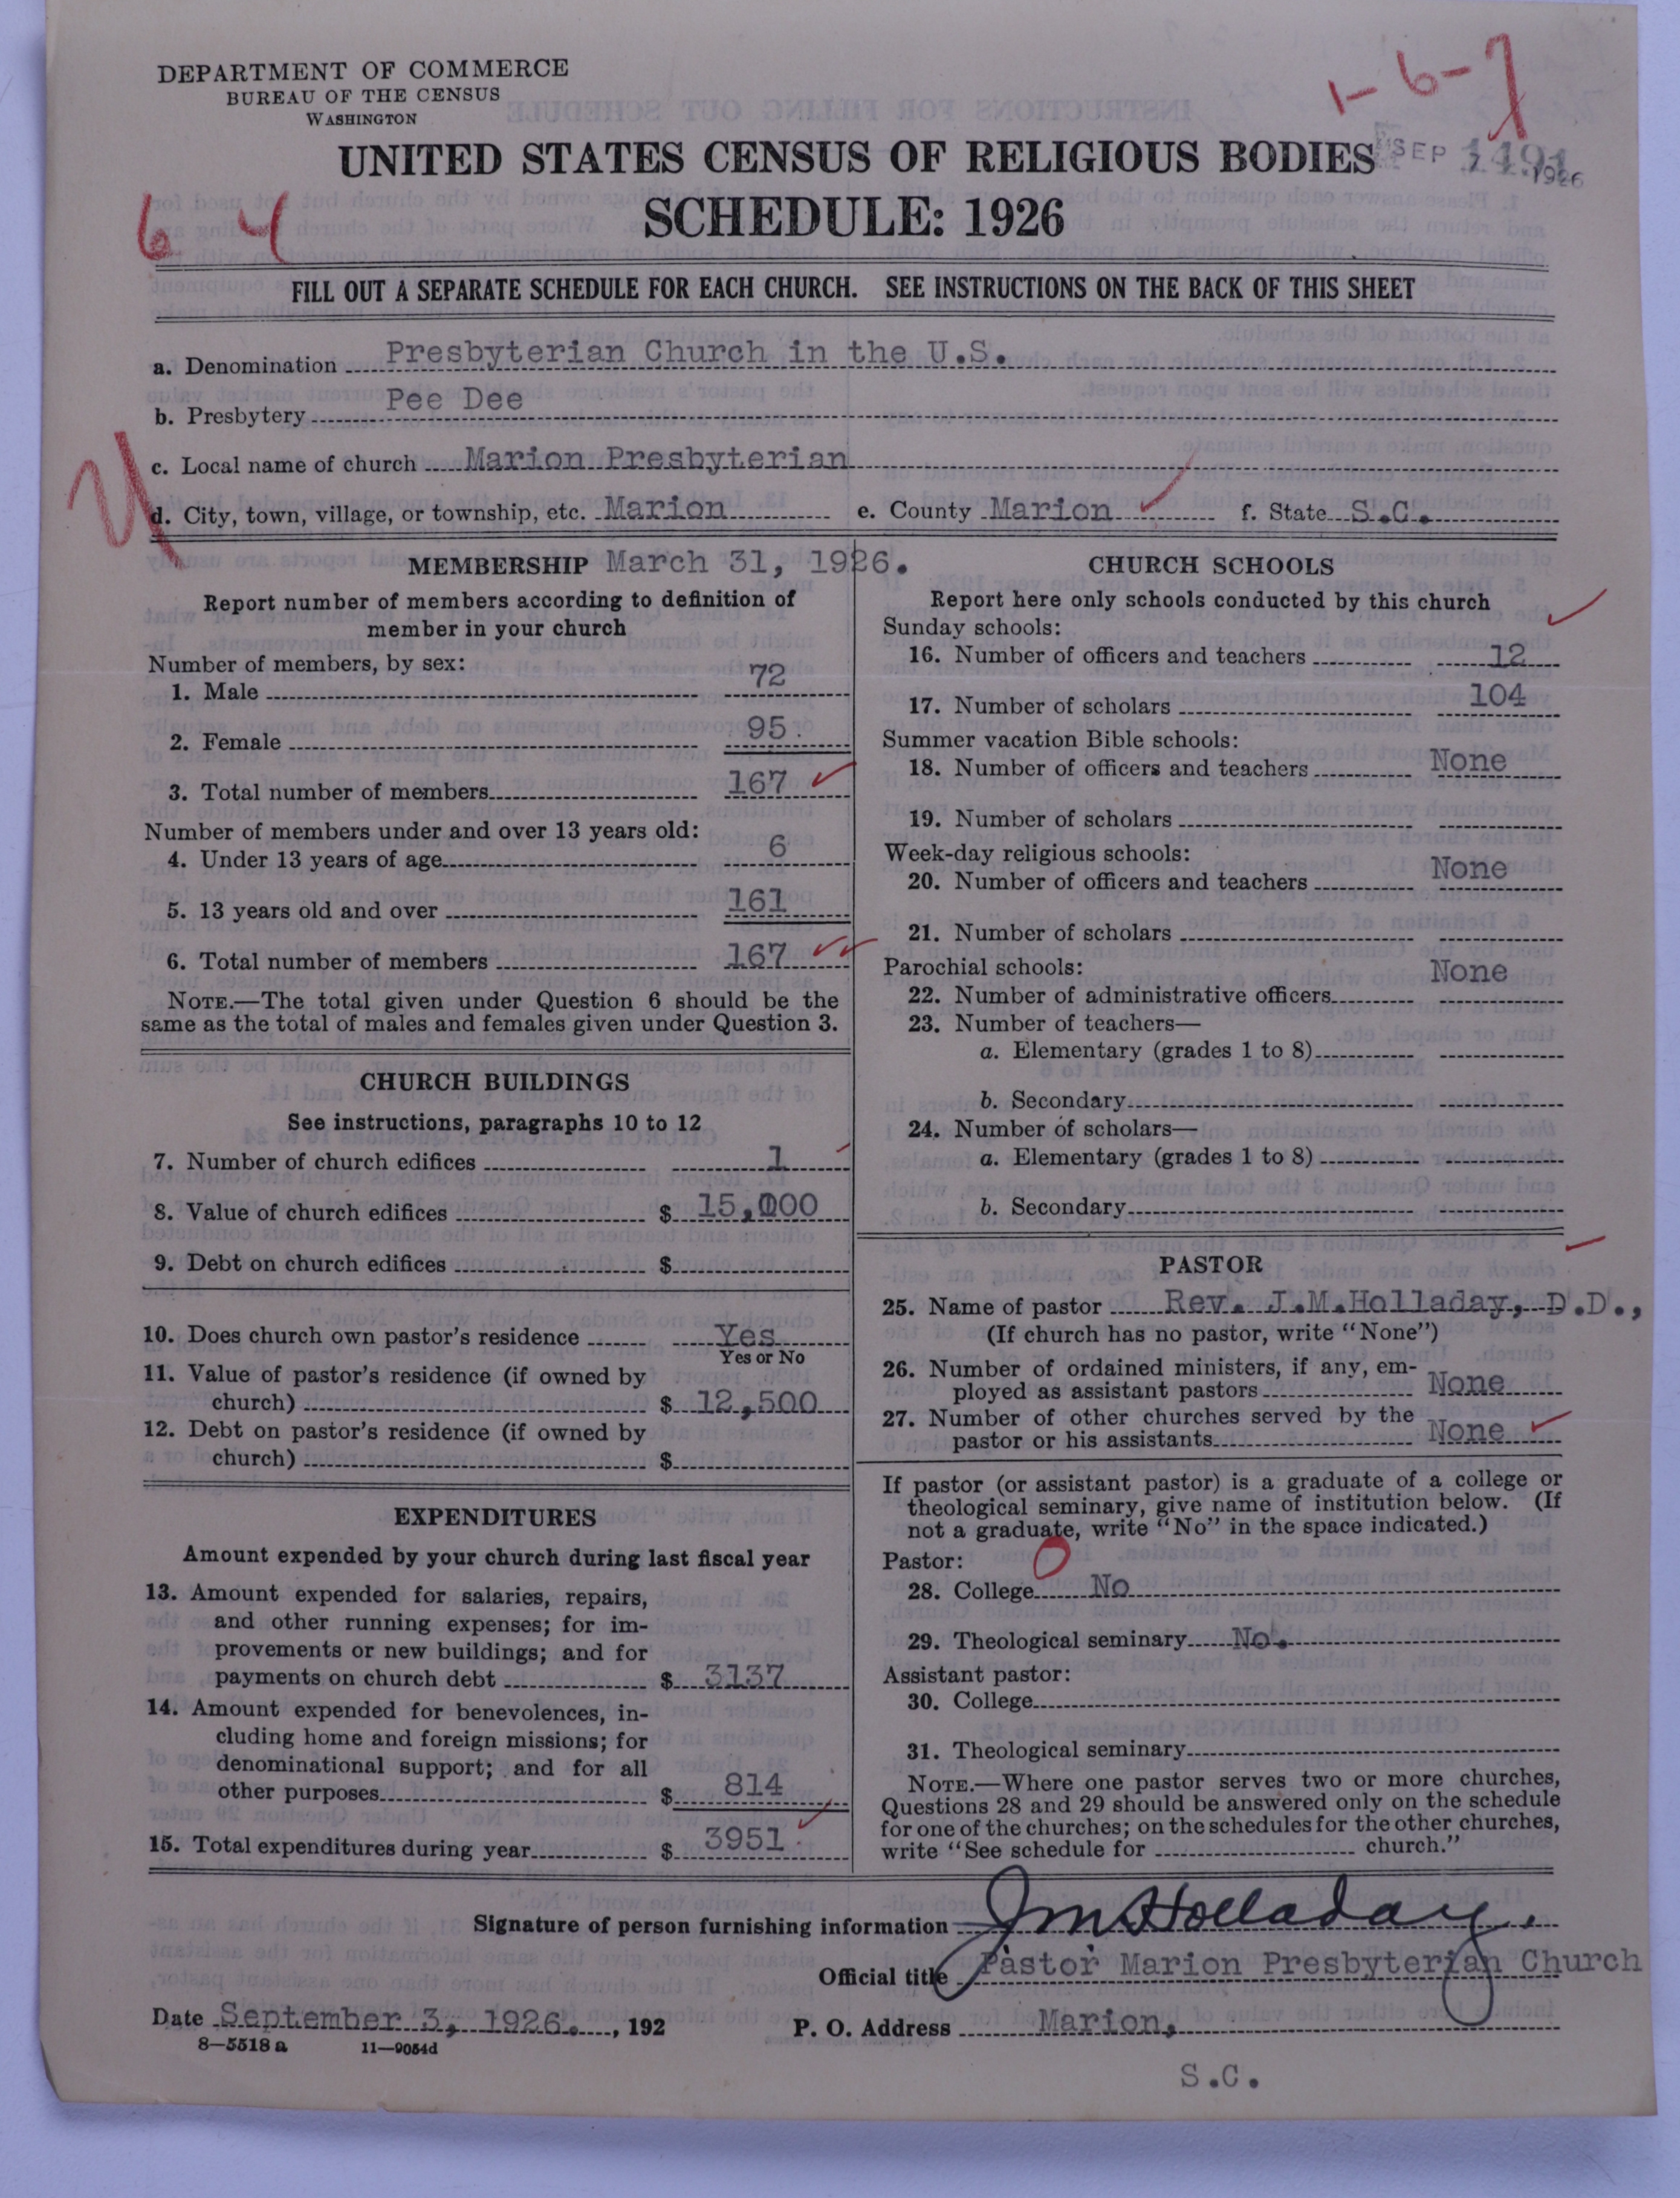 DEPARTMENT OF COMMERCE
BUREAU OF THE CENSUS
WASHINGTON
1-6-7
UNITED STATES CENSUS OF RELIGIOUS BODIES
SEP 1926
SCHEDULE: 1926
6 4
FILL OUT A SEPARATE SCHEDULE FOR EACH CHURCH. SEE INSTRUCTIONS ON THE BACK OF THIS SHEET
a. Denomination Presbyterian Church in the U.S.
b. Presbytery Pee Dee
c. Local name of church Marion Presbyterian
d. City, town, village, or township, etc. Marion e. County Marion f. State S.C.
MEMBERSHIP March 31, 1926.
Report number of members according to definition of
member in your church
Number of members, by sex:
1. Male 72
2. Female 95
3. Total number of members 167
Number of members under and over 13 years old:
4. Under 13 years of age 6
5. 13 years old and over 161
6. Total number of members 167
NOTE.—The total given under Question 6 should be the
same as the total of males and females given under Question 3.
CHURCH BUILDINGS
See instructions, paragraphs 10 to 12
7. Number of church edifices 1
8. Value of church edifices $ 15,000
9. Debt on church edifices $
10. Does church own pastor's residence Yes
Yes or No
11. Value of pastor's residence (if owned by
church) $ 12,500
12. Debt on pastor's residence (if owned by
church) $
EXPENDITURES
Amount expended by your church during last fiscal year
13. Amount expended for salaries, repairs,
and other running expenses; for im-
provements or new buildings; and for
payments on church debt $ 3137
14. Amount expended for benevolences, in-
cluding home and foreign missions; for
denominational support; and for all
other purposes $ 814
15. Total expenditures during year $ 3951
CHURCH SCHOOLS
Report here only schools conducted by this church
Sunday schools:
16. Number of officers and teachers 12
17. Number of scholars 104
Summer vacation Bible schools:
18. Number of officers and teachers None
19. Number of scholars
Week-day religious schools:
20. Number of officers and teachers None
21. Number of scholars
Parochial schools: None
22. Number of administrative officers
23. Number of teachers—
a. Elementary (grades 1 to 8)
b. Secondary
24. Number of scholars—
a. Elementary (grades 1 to 8)
b. Secondary
PASTOR
25. Name of pastor Rev. J.M.Holladay, D.D.,
(If church has no pastor, write "None")
26. Number of ordained ministers, if any, em-
ployed as assistant pastors None
27. Number of other churches served by the
pastor or his assistants None
If pastor (or assistant pastor) is a graduate of a college or
theological seminary, give name of institution below. (If
not a graduate, write "No" in the space indicated.)
Pastor:
28. College No
29. Theological seminary No.
Assistant pastor:
30. College
31. Theological seminary
NOTE.—Where one pastor serves two or more churches,
Questions 28 and 29 should be answered only on the schedule
for one of the churches; on the schedules for the other churches,
write "See schedule for church."
Signature of person furnishing information J M Holladay.
Official title Pastor Marion Presbyterian Church
Date September 3, 1926. , 192 P. O. Address Marion,
8—5518 a 11—9054d
S.C.